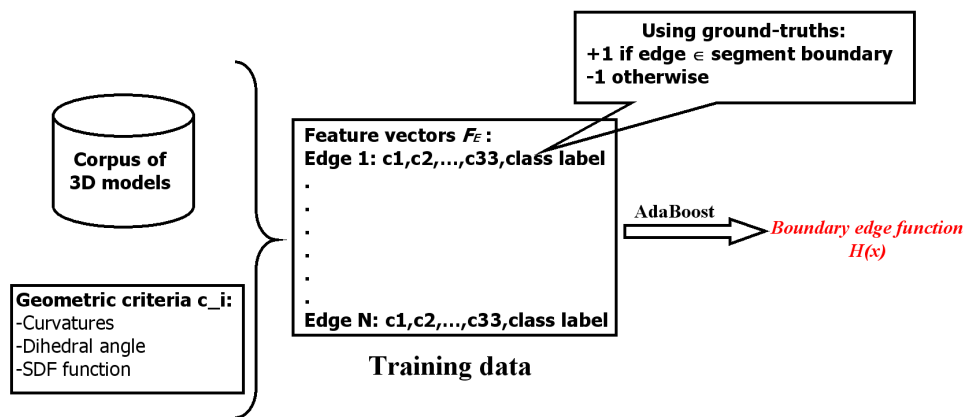 Using ground-truths:
+1 if edge ∈ segment boundary
-1 otherwise
Corpus of
3D models
Feature vectors F_E :
Edge 1: c1,c2,...,c33,class label
.
.
.
.
.
.
Edge N: c1,c2,...,c33,class label
AdaBoost
Boundary edge function
H(x)
Geometric criteria c_i:
-Curvatures
-Dihedral angle
-SDF function
Training data